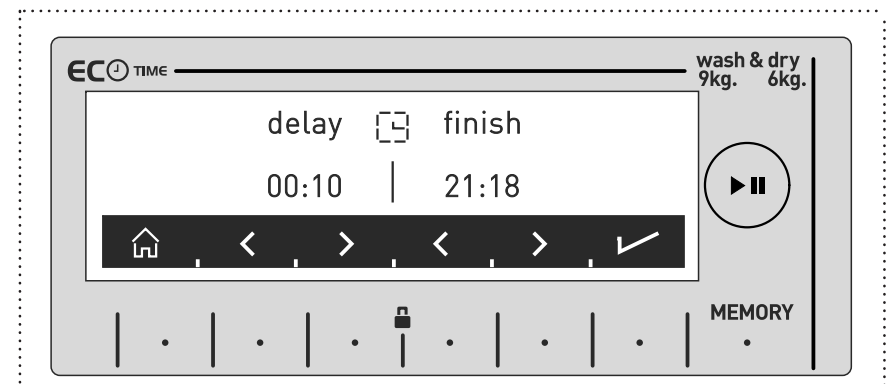 ECO TIME
wash & dry
9kg. 6kg.
delay finish
00:10 21:18
MEMORY